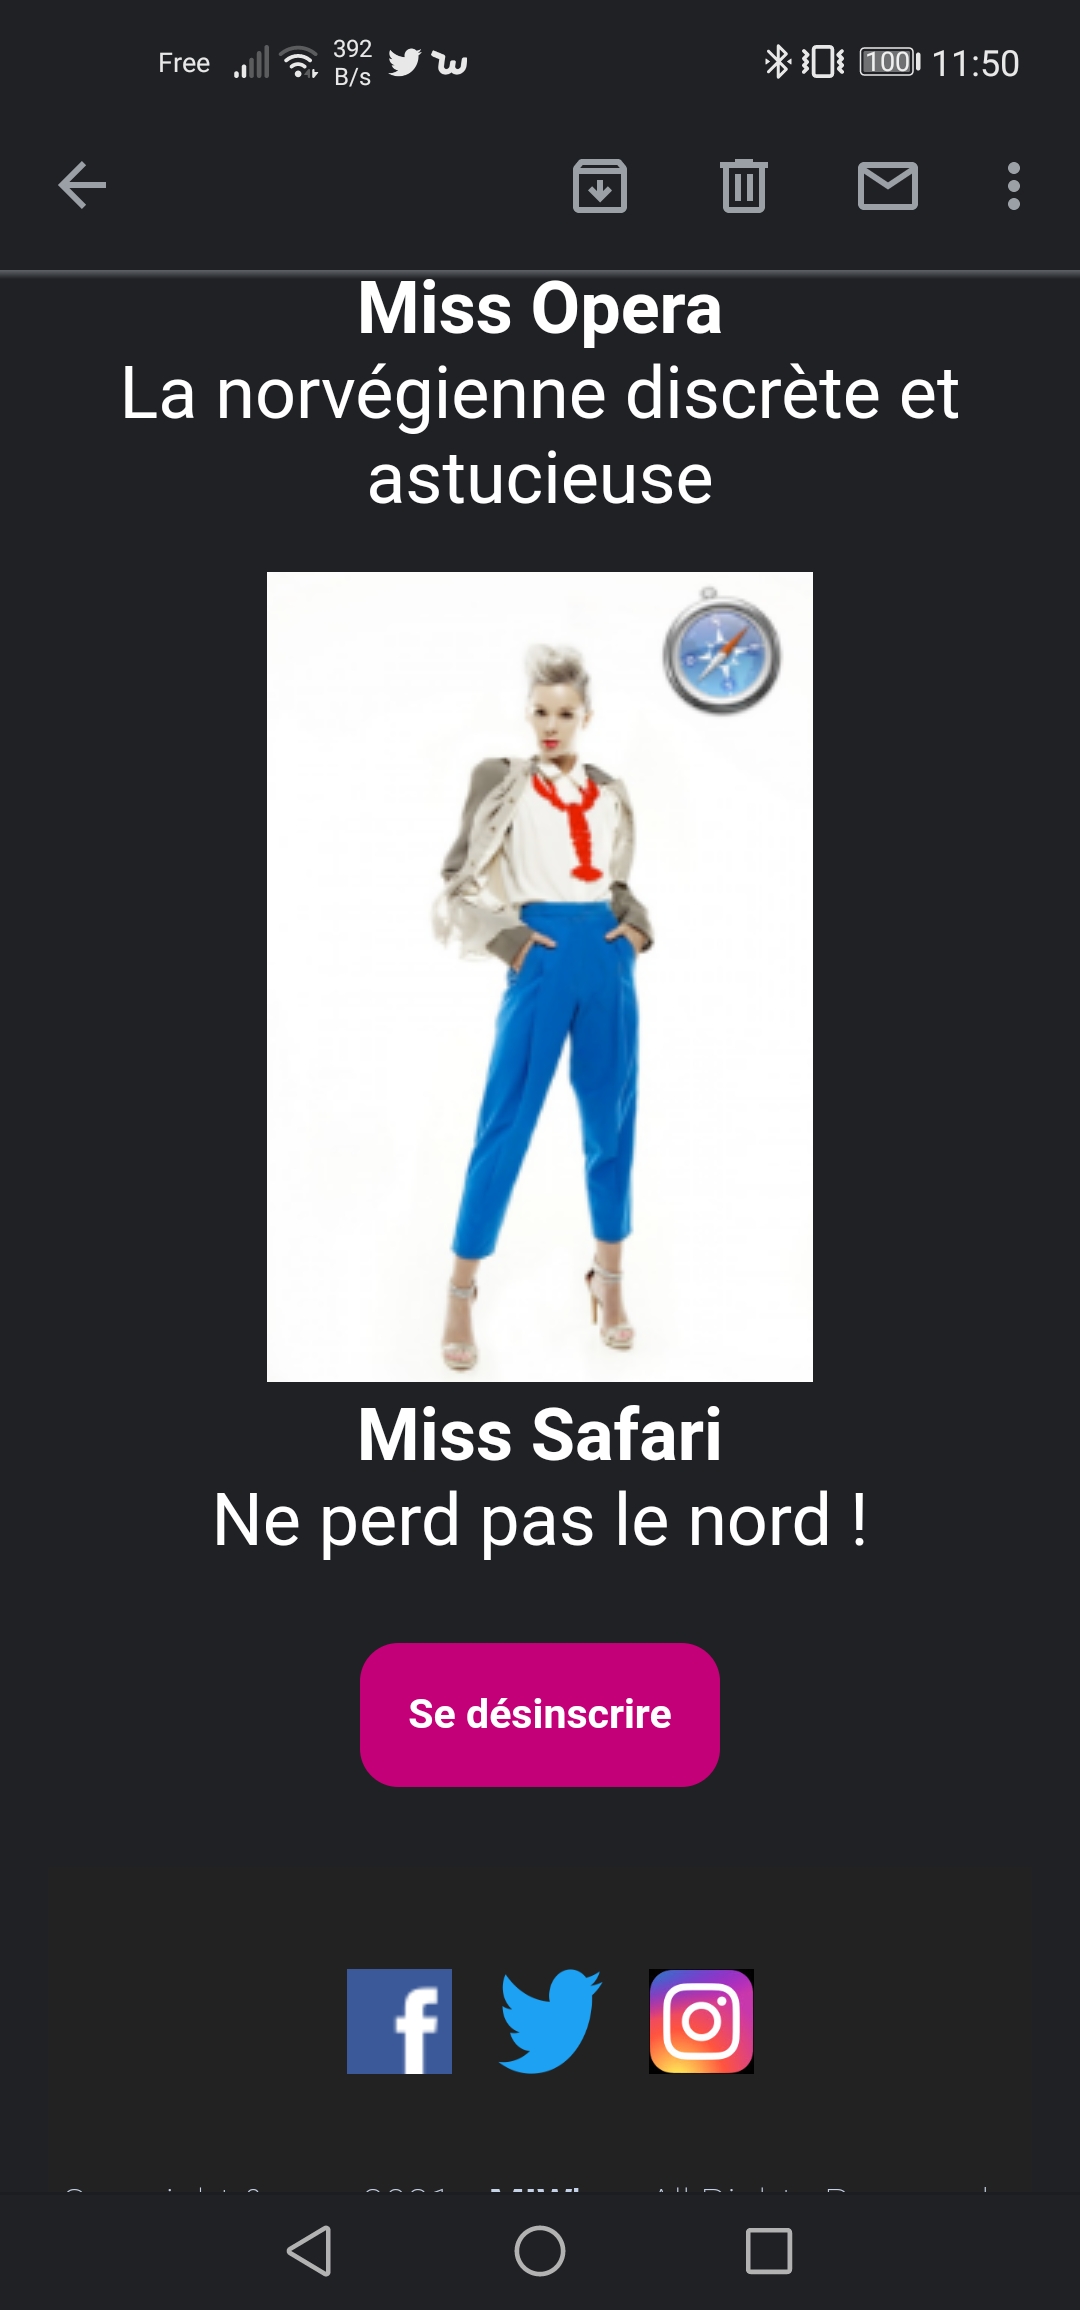 Free 392 B/s 100 11:50
Miss Opera
La norvégienne discrète et
astucieuse
Miss Safari
Ne perd pas le nord !
Se désinscrire